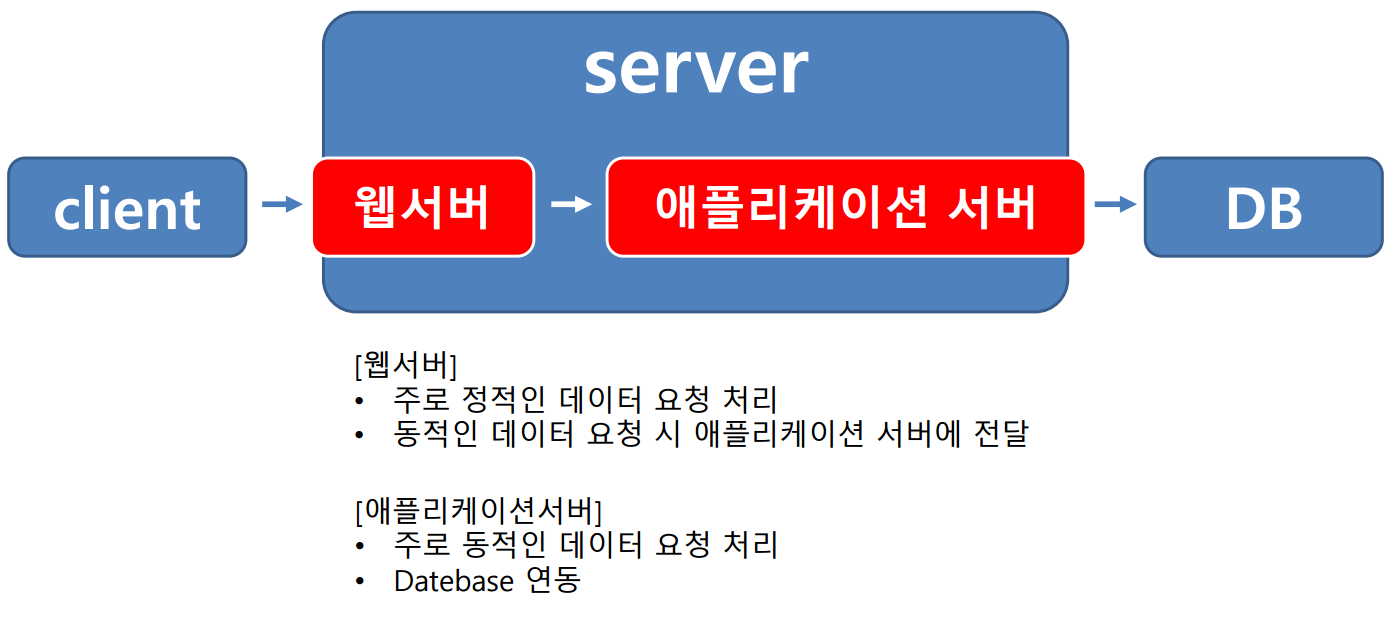 server
client
웹서버
애플리케이션 서버
DB
[웹서버]
• 주로 정적인 데이터 요청 처리
• 동적인 데이터 요청 시 애플리케이션 서버에 전달
[애플리케이션서버]
• 주로 동적인 데이터 요청 처리
• Datebase 연동